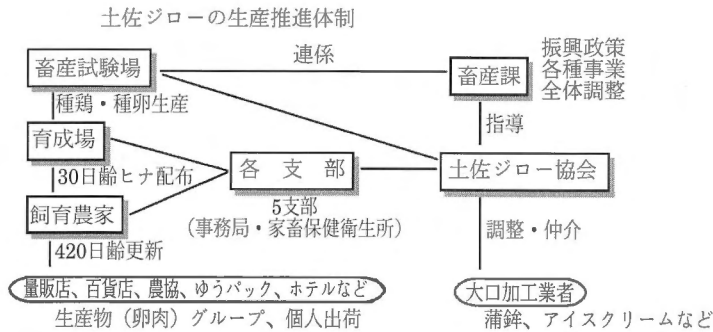 土佐ジローの生産推進体制
畜産試験場
連係
畜産課
振興政策
各種事業
全体調整
種鶏・種卵生産
指導
育成場
各支部
土佐ジロー協会
30日齢ヒナ配布
5支部
(事務局・家畜保健衛生所)
飼育農家
420日齢更新
調整・仲介
量販店、百貨店、農協、ゆうパック、ホテルなど
大口加工業者
生産物(卵肉)グループ、個人出荷
蒲鉾、アイスクリームなど